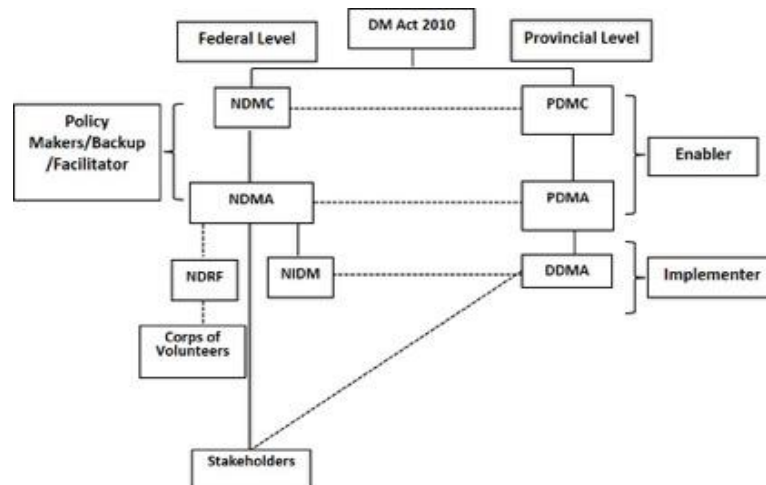 DM Act 2010
Federal Level
Provincial Level
NDMC
PDMC
Policy
Makers/Backup
/Facilitator
Enabler
NDMA
PDMA
NDRF
NIDM
DDMA
Implementer
Corps of
Volunteers
Stakeholders